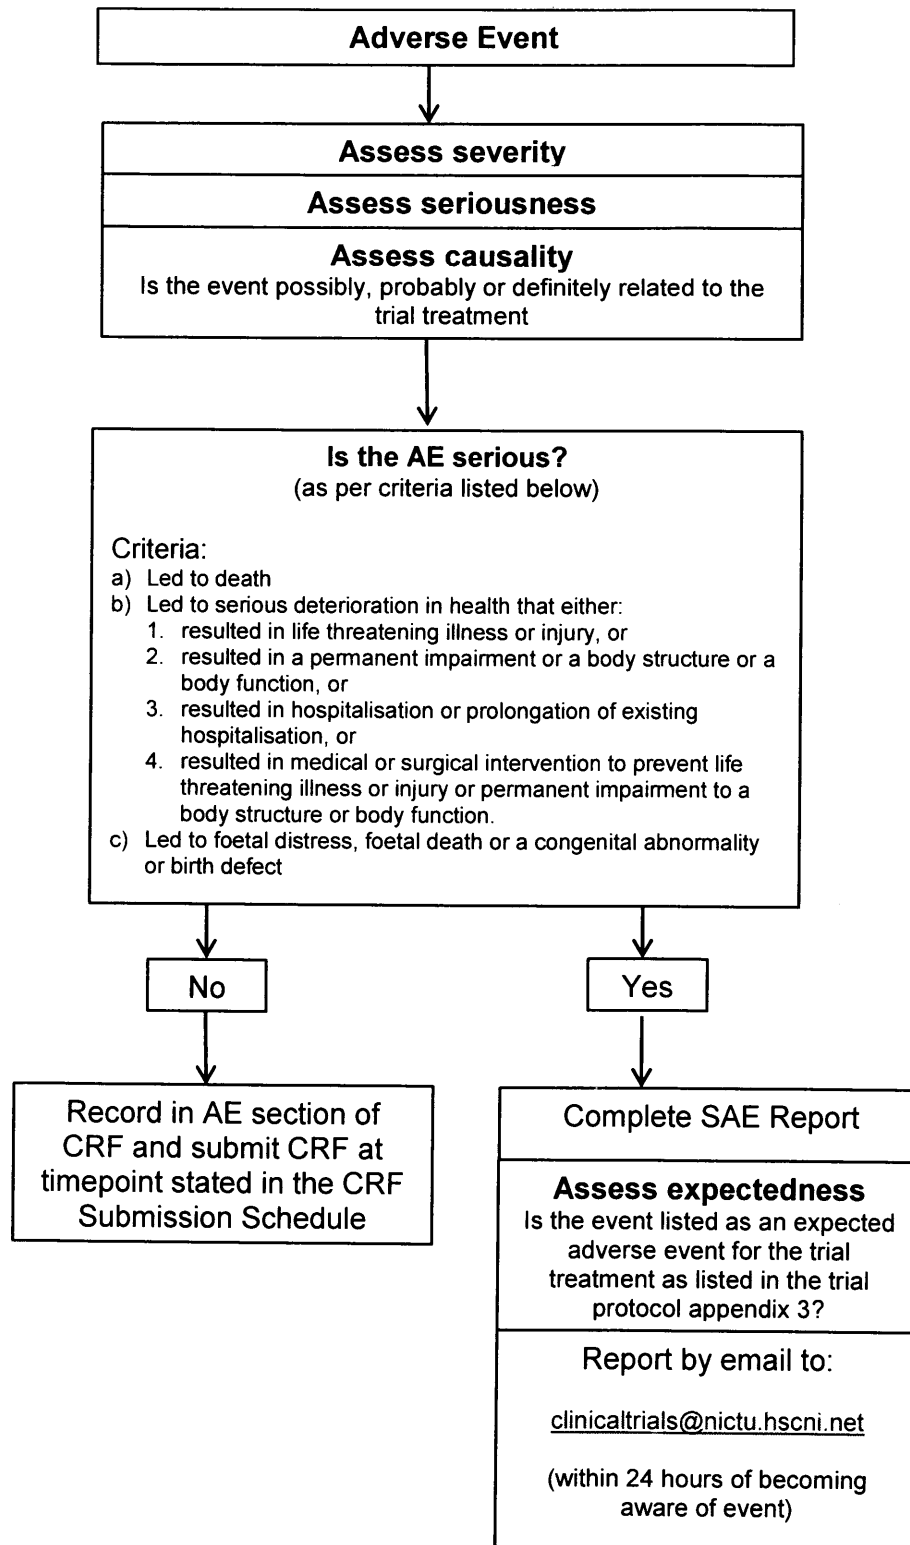 Adverse Event
Assess severity
Assess seriousness
Assess causality
Is the event possibly, probably or definitely related to the
trial treatment
Is the AE serious?
(as per criteria listed below)
Criteria:
a) Led to death
b) Led to serious deterioration in health that either:
1. resulted in life threatening illness or injury, or
2. resulted in a permanent impairment or a body structure or a
body function, or
3. resulted in hospitalisation or prolongation of existing
hospitalisation, or
4. resulted in medical or surgical intervention to prevent life
threatening illness or injury or permanent impairment to a
body structure or body function.
c) Led to foetal distress, foetal death or a congenital abnormality
or birth defect
No
Yes
Record in AE section of
CRF and submit CRF at
timepoint stated in the CRF
Submission Schedule
Complete SAE Report
Assess expectedness
Is the event listed as an expected
adverse event for the trial
treatment as listed in the trial
protocol appendix 3?
Report by email to:
clinicaltrials@nictu.hscni.net
(within 24 hours of becoming
aware of event)